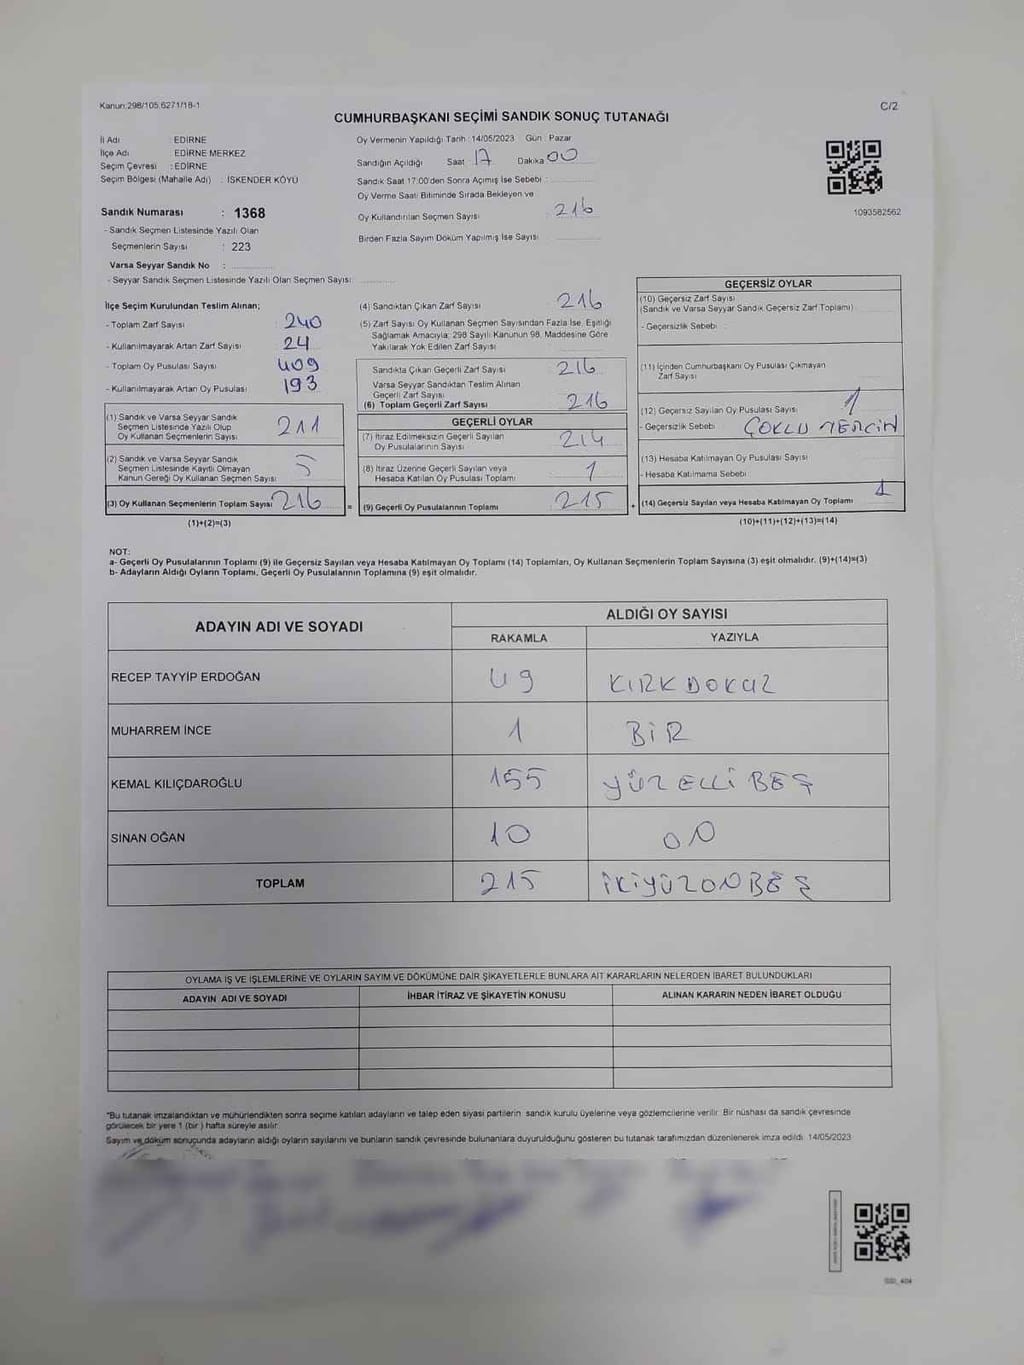 Kanun:298/105,6271/18-1
C/2
CUMHURBAŞKANI SEÇİMİ SANDIK SONUÇ TUTANAĞI
İl Adı EDİRNE
İlçe Adı EDİRNE MERKEZ
Seçim Çevresi : EDİRNE
Seçim Bölgesi (Mahalle Adı) : İSKENDER KÖYÜ
Sandık Numarası : 1368
- Sandık Seçmen Listesinde Yazılı Olan
Seçmenlerin Sayısı : 223
Varsa Seyyar Sandık No :
- Seyyar Sandık Seçmen Listesinde Yazılı Olan Seçmen Sayısı:
Oy Vermenin Yapıldığı Tarih : 14/05/2023 Gün : Pazar
Sandığın Açıldığı Saat 17 Dakika 00
Sandık Saat 17:00'den Sonra Açılmış İse Sebebi :
Oy Verme Saati Bitiminde Sırada Bekleyen ve
Oy Kullandırılan Seçmen Sayısı 216
Birden Fazla Sayım Döküm Yapılmış İse Sayısı
1093582562
İlçe Seçim Kurulundan Teslim Alınan;
- Toplam Zarf Sayısı 240
- Kullanılmayarak Artan Zarf Sayısı 24
- Toplam Oy Pusulası Sayısı 409
- Kullanılmayarak Artan Oy Pusulası 193
(1) Sandık ve Varsa Seyyar Sandık
Seçmen Listesinde Yazılı Olup
Oy Kullanan Seçmenlerin Sayısı 211
(2) Sandık ve Varsa Seyyar Sandık
Seçmen Listesinde Kayıtlı Olmayan
Kanun Gereği Oy Kullanan Seçmen Sayısı 5
(3) Oy Kullanan Seçmenlerin Toplam Sayısı 216
(1)+(2)=(3)
(4) Sandıktan Çıkan Zarf Sayısı 216
(5) Zarf Sayısı Oy Kullanan Seçmen Sayısından Fazla İse, Eşitliği
Sağlamak Amacıyla, 298 Sayılı Kanunun 98. Maddesine Göre
Yakılarak Yok Edilen Zarf Sayısı
Sandıkta Çıkan Geçerli Zarf Sayısı 216
Varsa Seyyar Sandıktan Teslim Alınan
Geçerli Zarf Sayısı
(6) Toplam Geçerli Zarf Sayısı 216
GEÇERLİ OYLAR
(7) İtiraz Edilmeksizin Geçerli Sayılan
Oy Pusulalarının Sayısı 214
(8) İtiraz Üzerine Geçerli Sayılan veya
Hesaba Katılan Oy Pusulası Toplamı 1
= (9) Geçerli Oy Pusulalarının Toplamı 215
GEÇERSİZ OYLAR
(10) Geçersiz Zarf Sayısı
(Sandık ve Varsa Seyyar Sandık Geçersiz Zarf Toplamı)
- Geçersizlik Sebebi
(11) İçinden Cumhurbaşkanı Oy Pusulası Çıkmayan
Zarf Sayısı
(12) Geçersiz Sayılan Oy Pusulası Sayısı 1
- Geçersizlik Sebebi ÇOKLU TERCİH
(13) Hesaba Katılmayan Oy Pusulası Sayısı
- Hesaba Katılmama Sebebi
+ (14) Geçersiz Sayılan veya Hesaba Katılmayan Oy Toplamı 1
(10)+(11)+(12)+(13)=(14)
NOT:
a- Geçerli Oy Pusulalarının Toplamı (9) ile Geçersiz Sayılan veya Hesaba Katılmayan Oy Toplamı (14) Toplamları, Oy Kullanan Seçmenlerin Toplam Sayısına (3) eşit olmalıdır. (9)+(14)=(3)
b- Adayların Aldığı Oyların Toplamı, Geçerli Oy Pusulalarının Toplamına (9) eşit olmalıdır.
ADAYIN ADI VE SOYADI
ALDIĞI OY SAYISI
RAKAMLA YAZIYLA
RECEP TAYYİP ERDOĞAN 49 KIRK DOKUZ
MUHARREM İNCE 1 BİR
KEMAL KILIÇDAROĞLU 155 YÜZ ELLİ BEŞ
SİNAN OĞAN 10 ON
TOPLAM 215 İKİYÜZONBEŞ
OYLAMA İŞ VE İŞLEMLERİNE VE OYLARIN SAYIM VE DÖKÜMÜNE DAİR ŞİKAYETLERLE BUNLARA AİT KARARLARIN NELERDEN İBARET BULUNDUKLARI
ADAYIN ADI VE SOYADI İHBAR İTİRAZ VE ŞİKAYETİN KONUSU ALINAN KARARIN NEDEN İBARET OLDUĞU
*Bu tutanak imzalandıktan ve mühürlendikten sonra seçime katılan adayların ve talep eden siyasi partilerin sandık kurulu üyelerine veya gözlemcilerine verilir. Bir nüshası da sandık çevresinde
görülecek bir yere 1 (bir) hafta süreyle asılır.
Sayım ve döküm sonucunda adayların aldığı oyların sayılarını ve bunların sandık çevresinde bulunanlara duyurulduğunu gösteren bu tutanak tarafımızdan düzenlenerek imza edildi. 14/05/2023